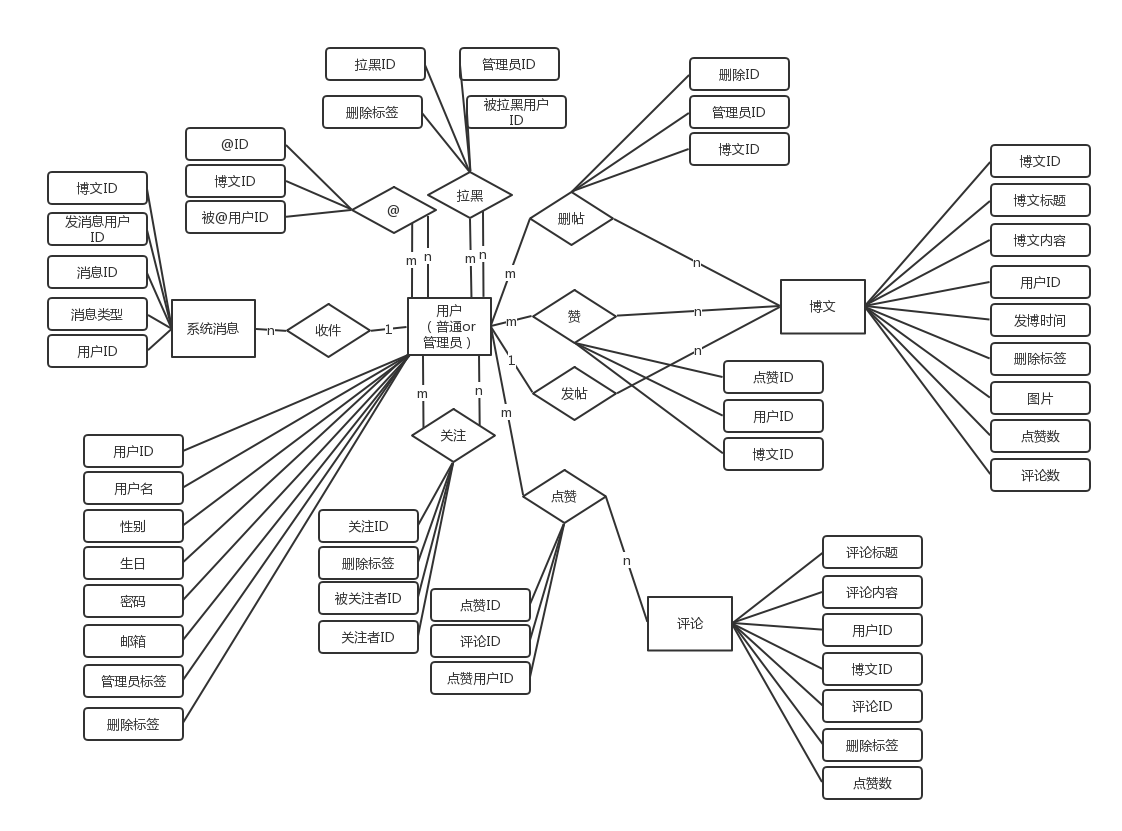 拉黑ID
管理员ID
删除标签
被拉黑用户
ID
拉黑
@ID
博文ID
被@用户ID
@
博文ID
发消息用户
ID
消息ID
消息类型
用户ID
系统消息
n
收件
1
m
n
m
n
用户
（普通or
管理员）
删除ID
管理员ID
博文ID
删帖
m
n
赞
m
n
发帖
1
n
点赞ID
用户ID
博文ID
博文
博文ID
博文标题
博文内容
用户ID
发博时间
删除标签
图片
点赞数
评论数
m
n
关注
关注ID
删除标签
被关注者ID
关注者ID
用户ID
用户名
性别
生日
密码
邮箱
管理员标签
删除标签
m
点赞
n
点赞ID
评论ID
点赞用户ID
评论
评论标题
评论内容
用户ID
博文ID
评论ID
删除标签
点赞数